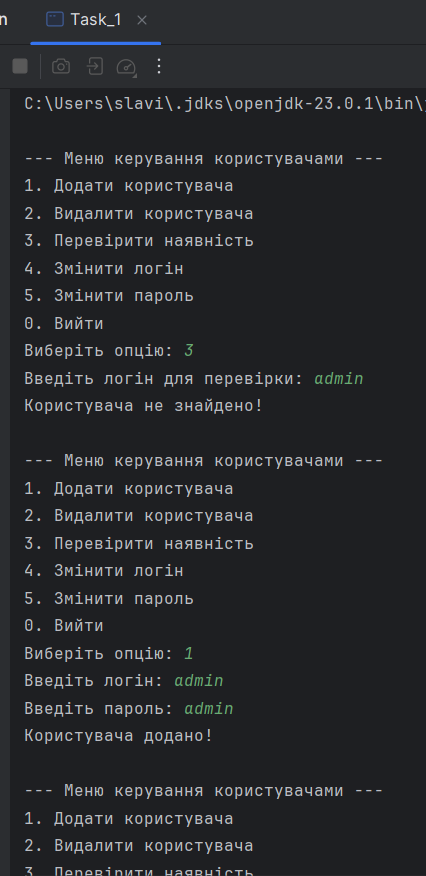 n
Task_1
C:\Users\slavi\.jdks\openjdk-23.0.1\bin\
--- Меню керування користувачами ---
1. Додати користувача
2. Видалити користувача
3. Перевірити наявність
4. Змінити логін
5. Змінити пароль
0. Вийти
Виберіть опцію: 3
Введіть логін для перевірки: admin
Користувача не знайдено!
--- Меню керування користувачами ---
1. Додати користувача
2. Видалити користувача
3. Перевірити наявність
4. Змінити логін
5. Змінити пароль
0. Вийти
Виберіть опцію: 1
Введіть логін: admin
Введіть пароль: admin
Користувача додано!
--- Меню керування користувачами ---
1. Додати користувача
2. Видалити користувача
3. Перевірити наявність